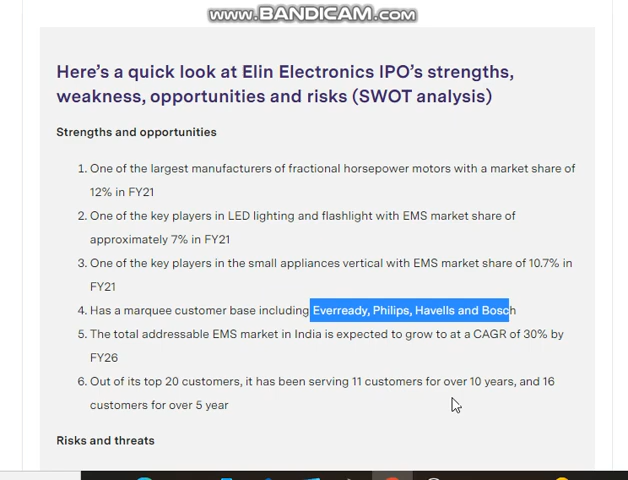 www.BANDICAM.com
Here's a quick look at Elin Electronics IPO's strengths,
weakness, opportunities and risks (SWOT analysis)
Strengths and opportunities
1. One of the largest manufacturers of fractional horsepower motors with a market share of
12% in FY21
2. One of the key players in LED lighting and flashlight with EMS market share of
approximately 7% in FY21
3. One of the key players in the small appliances vertical with EMS market share of 10.7% in
FY21
4. Has a marquee customer base including Everready, Philips, Havells and Bosch
5. The total addressable EMS market in India is expected to grow to at a CAGR of 30% by
FY26
6. Out of its top 20 customers, it has been serving 11 customers for over 10 years, and 16
customers for over 5 year
Risks and threats